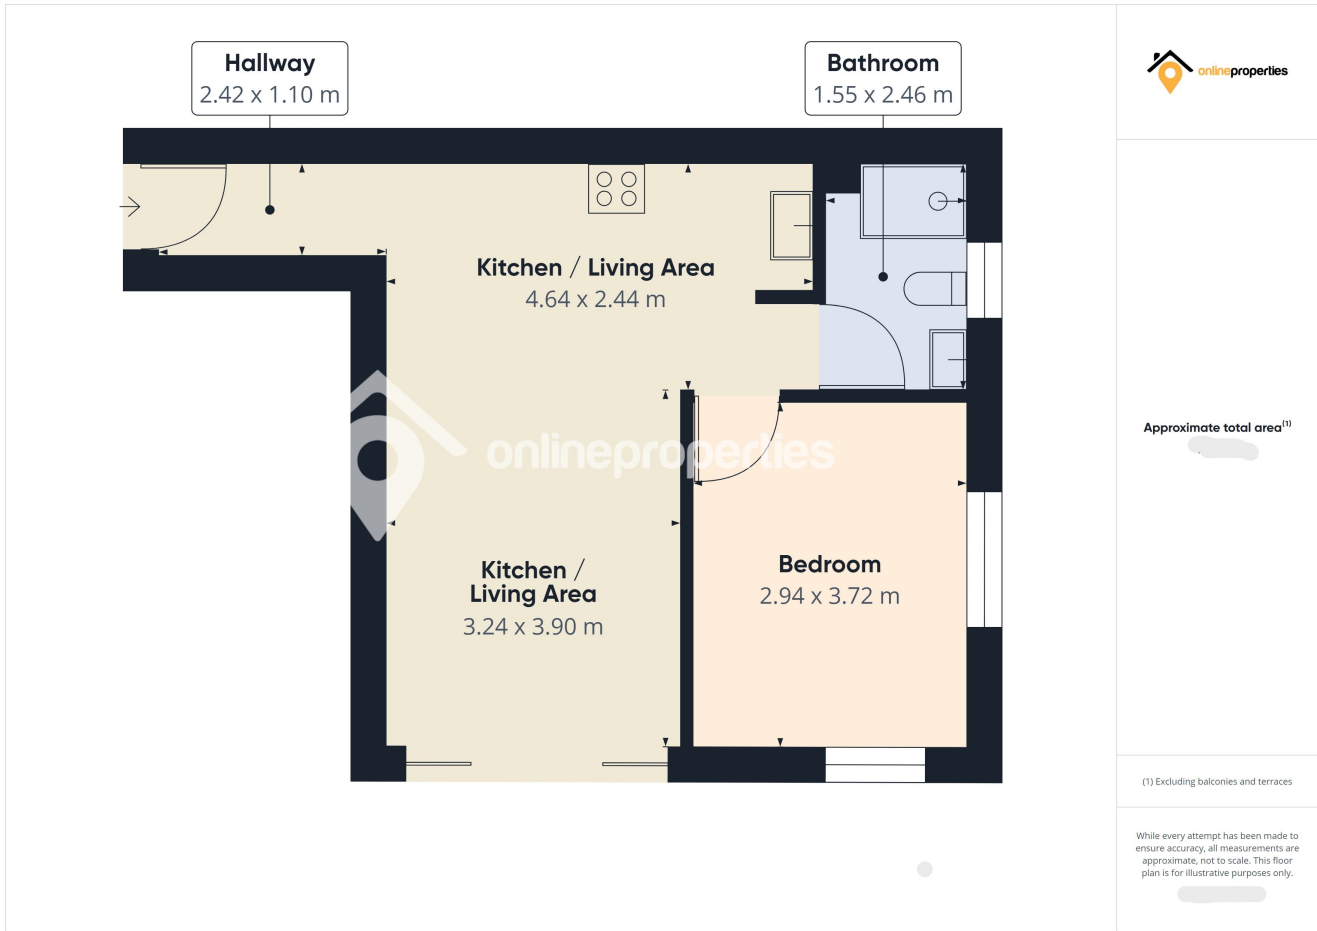 Hallway
2.42 x 1.10 m
Bathroom
1.55 x 2.46 m
onlineproperties
Kitchen / Living Area
4.64 x 2.44 m
Approximate total area(1)
onlineproperties
Kitchen /
Living Area
3.24 x 3.90 m
Bedroom
2.94 x 3.72 m
(1) Excluding balconies and terraces
While every attempt has been made to
ensure accuracy, all measurements are
approximate, not to scale. This floor
plan is for illustrative purposes only.